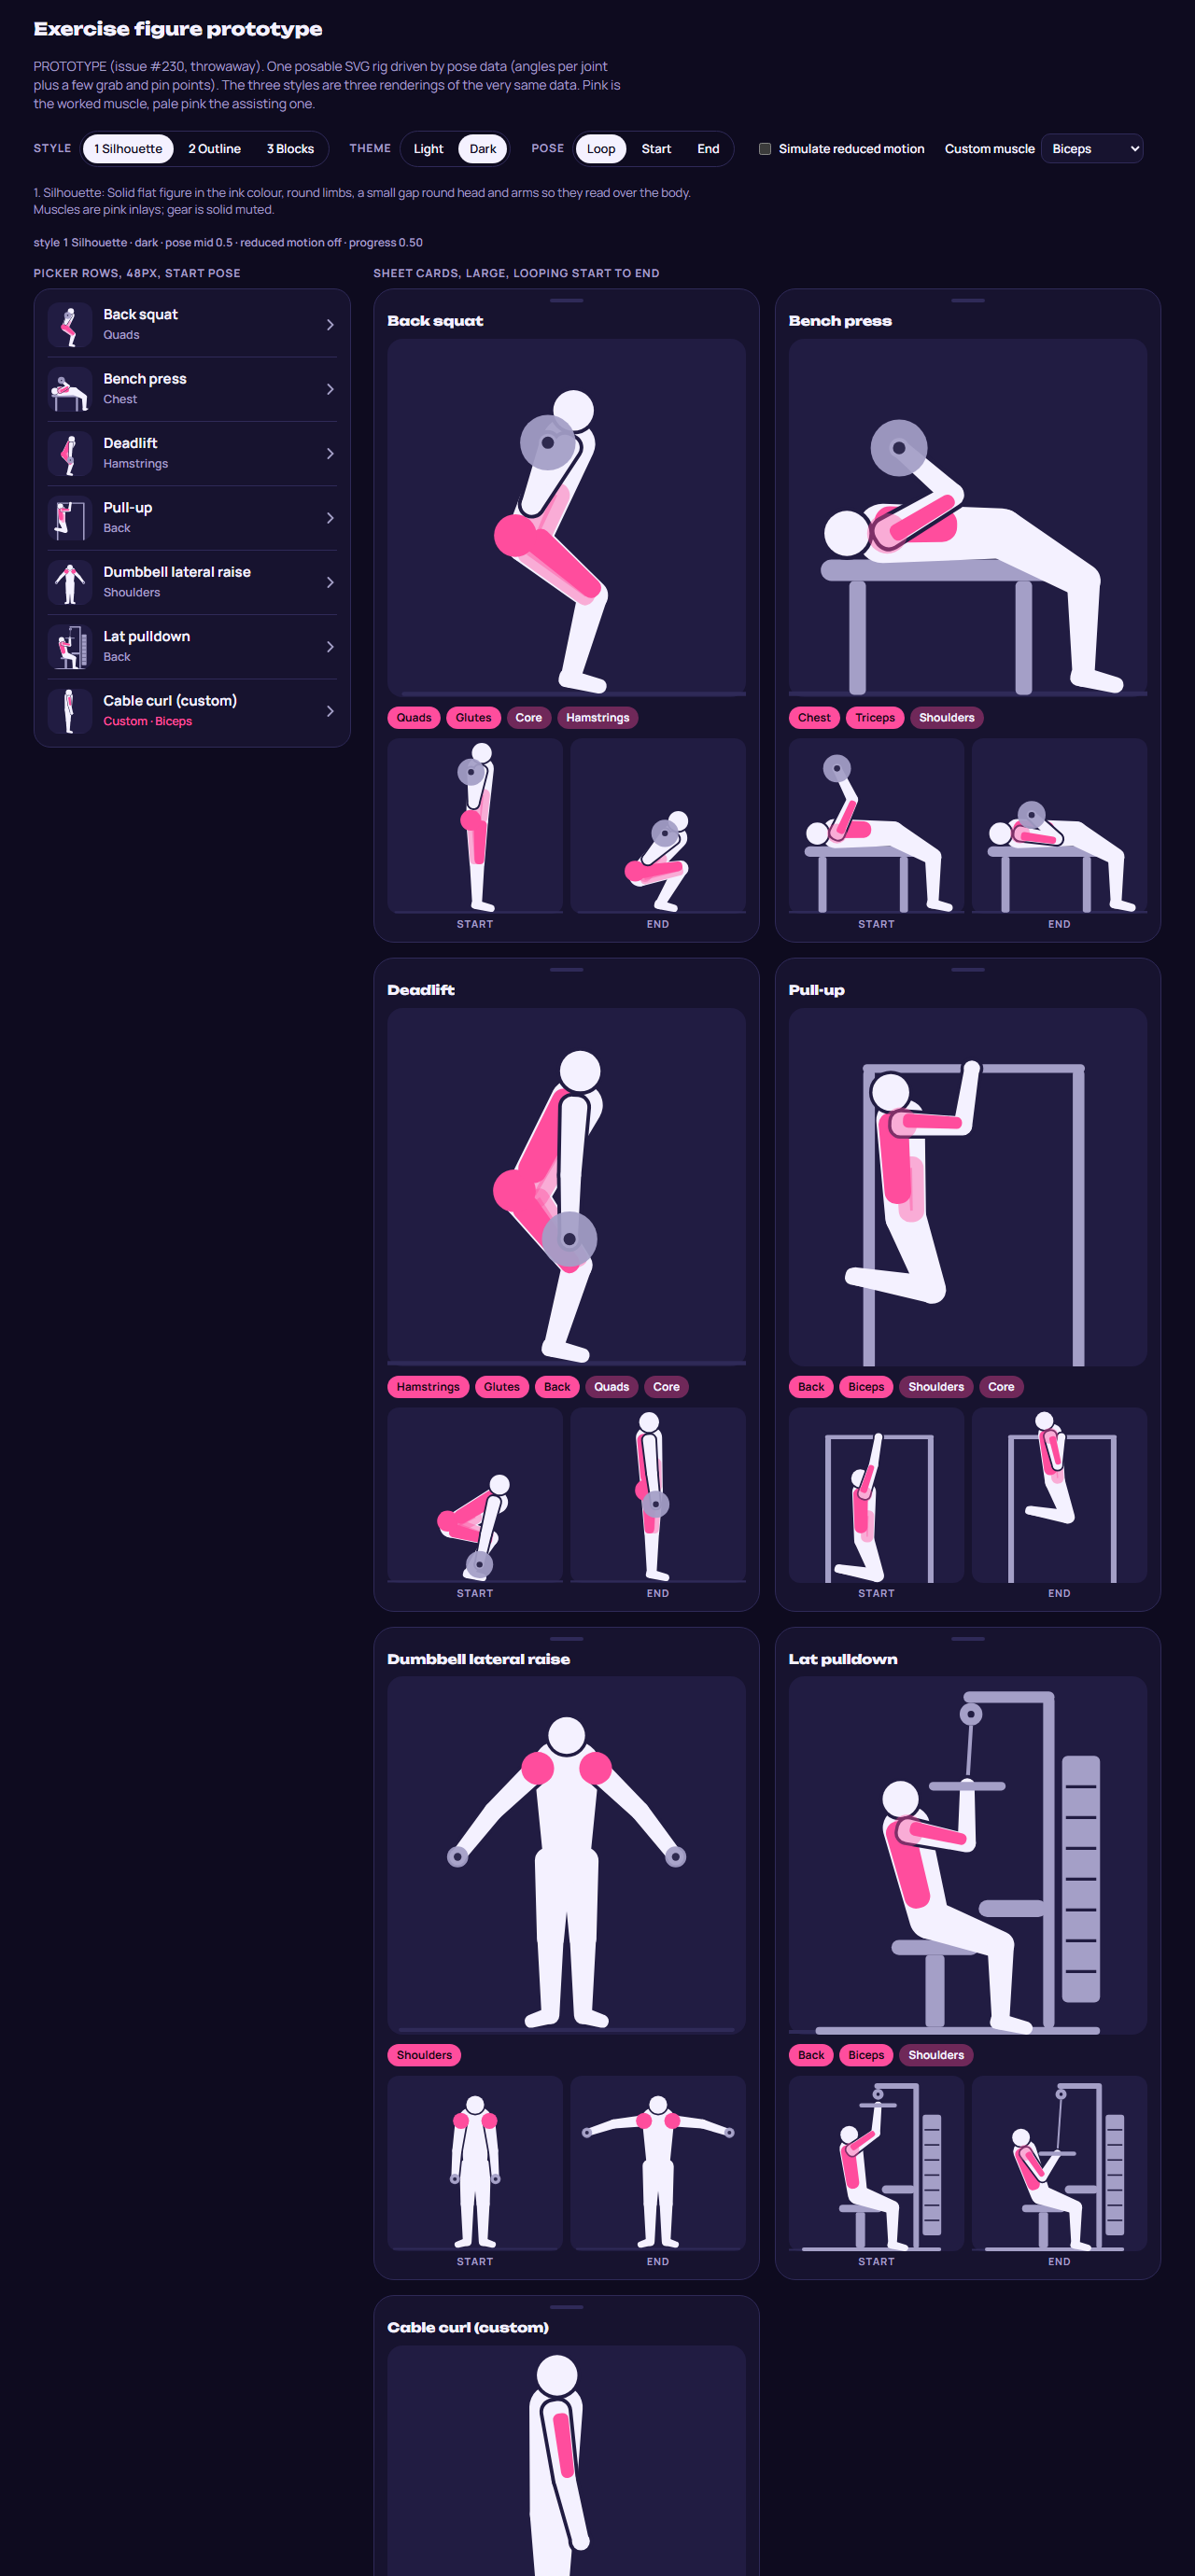 Exercise figure prototype
PROTOTYPE (issue #230, throwaway). One posable SVG rig driven by pose data (angles per joint
plus a few grab and pin points). The three styles are three renderings of the very same data. Pink is
the worked muscle, pale pink the assisting one.
STYLE 1 Silhouette 2 Outline 3 Blocks THEME Light Dark POSE Loop Start End Simulate reduced motion Custom muscle Biceps
1. Silhouette: Solid flat figure in the ink colour, round limbs, a small gap round head and arms so they read over the body.
Muscles are pink inlays; gear is solid muted.
style 1 Silhouette · dark · pose mid 0.5 · reduced motion off · progress 0.50
PICKER ROWS, 48PX, START POSE
Back squat
Quads
Bench press
Chest
Deadlift
Hamstrings
Pull-up
Back
Dumbbell lateral raise
Shoulders
Lat pulldown
Back
Cable curl (custom)
Custom · Biceps
SHEET CARDS, LARGE, LOOPING START TO END
Back squat
Quads Glutes Core Hamstrings
START END
Bench press
Chest Triceps Shoulders
START END
Deadlift
Hamstrings Glutes Back Quads Core
START END
Pull-up
Back Biceps Shoulders Core
START END
Dumbbell lateral raise
Shoulders
START END
Lat pulldown
Back Biceps Shoulders
START END
Cable curl (custom)